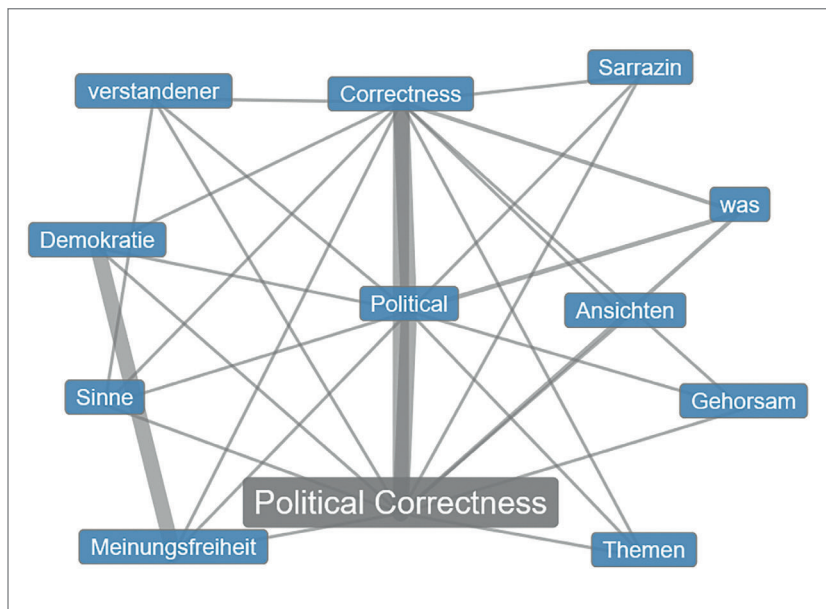 Sarrazin
verstandener
Correctness
was
Demokratie
Political
Ansichten
Sinne
Gehorsam
Political Correctness
Meinungsfreiheit
Themen